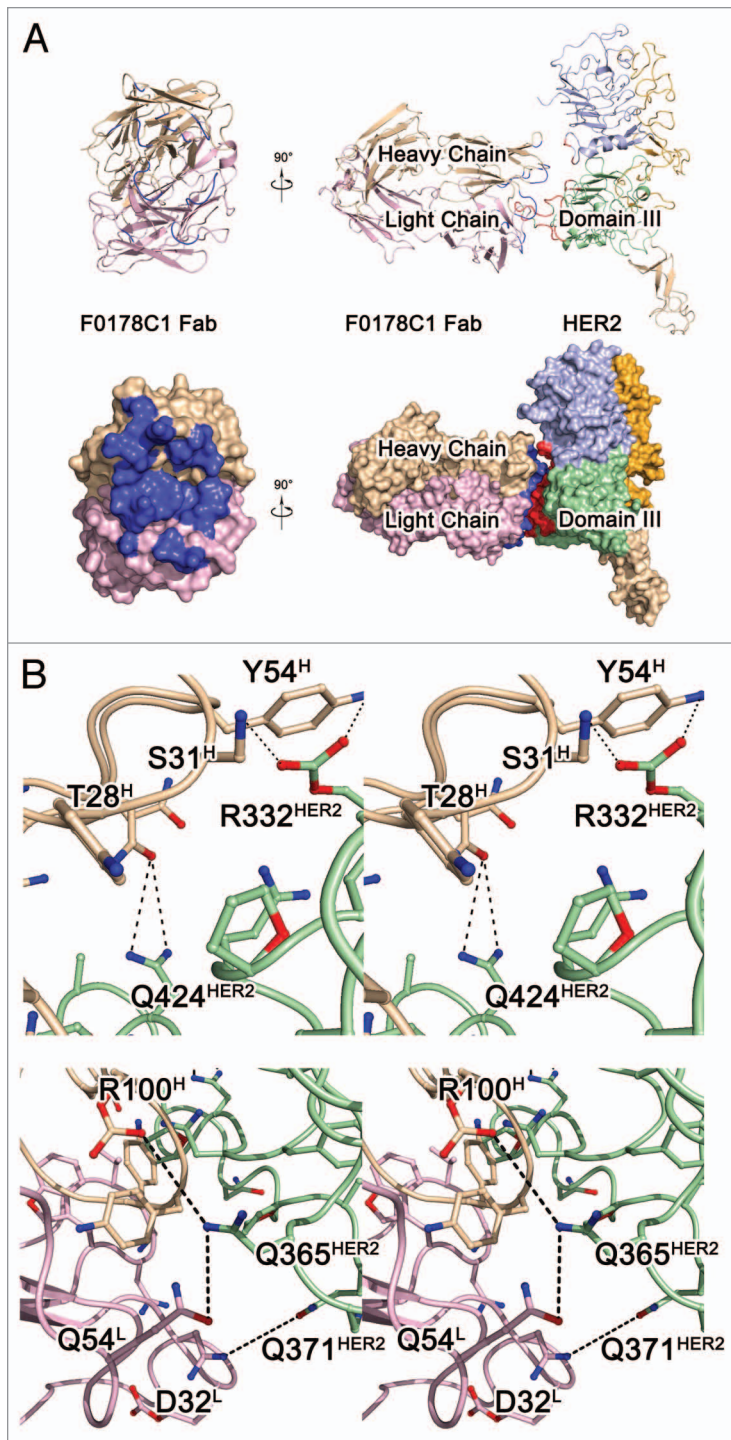 A
90°
Heavy Chain
Light Chain
Domain III
F0178C1 Fab
F0178C1 Fab
HER2
90°
Heavy Chain
Light Chain
Domain III
B
Y54ᴴ
S31ᴴ
T28ᴴ
R332ᴴᴱᴿ²
Q424ᴴᴱᴿ²
Y54ᴴ
S31ᴴ
T28ᴴ
R332ᴴᴱᴿ²
Q424ᴴᴱᴿ²
R100ᴴ
Q365ᴴᴱᴿ²
Q54ᴸ
Q371ᴴᴱᴿ²
D32ᴸ
R100ᴴ
Q365ᴴᴱᴿ²
Q54ᴸ
Q371ᴴᴱᴿ²
D32ᴸ